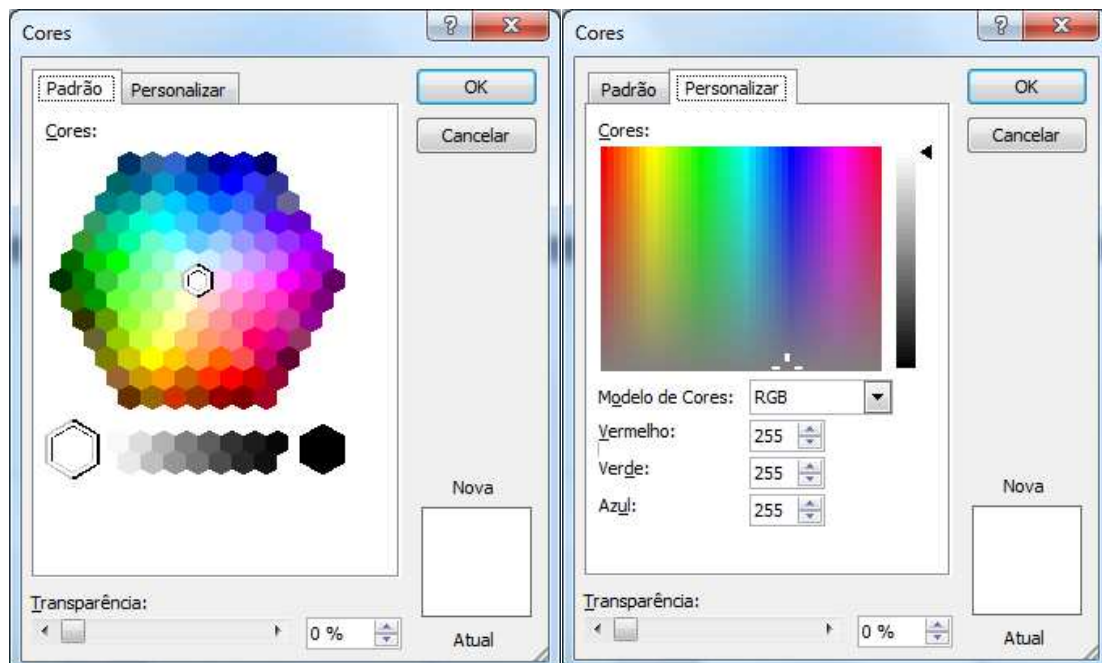 Cores
Padrão Personalizar
OK
Cancelar
Cores:
Nova
Transparência:
0 %
Atual
Cores
Padrão Personalizar
OK
Cancelar
Cores:
Modelo de Cores: RGB
Vermelho: 255
Verde: 255
Azul: 255
Nova
Transparência:
0 %
Atual